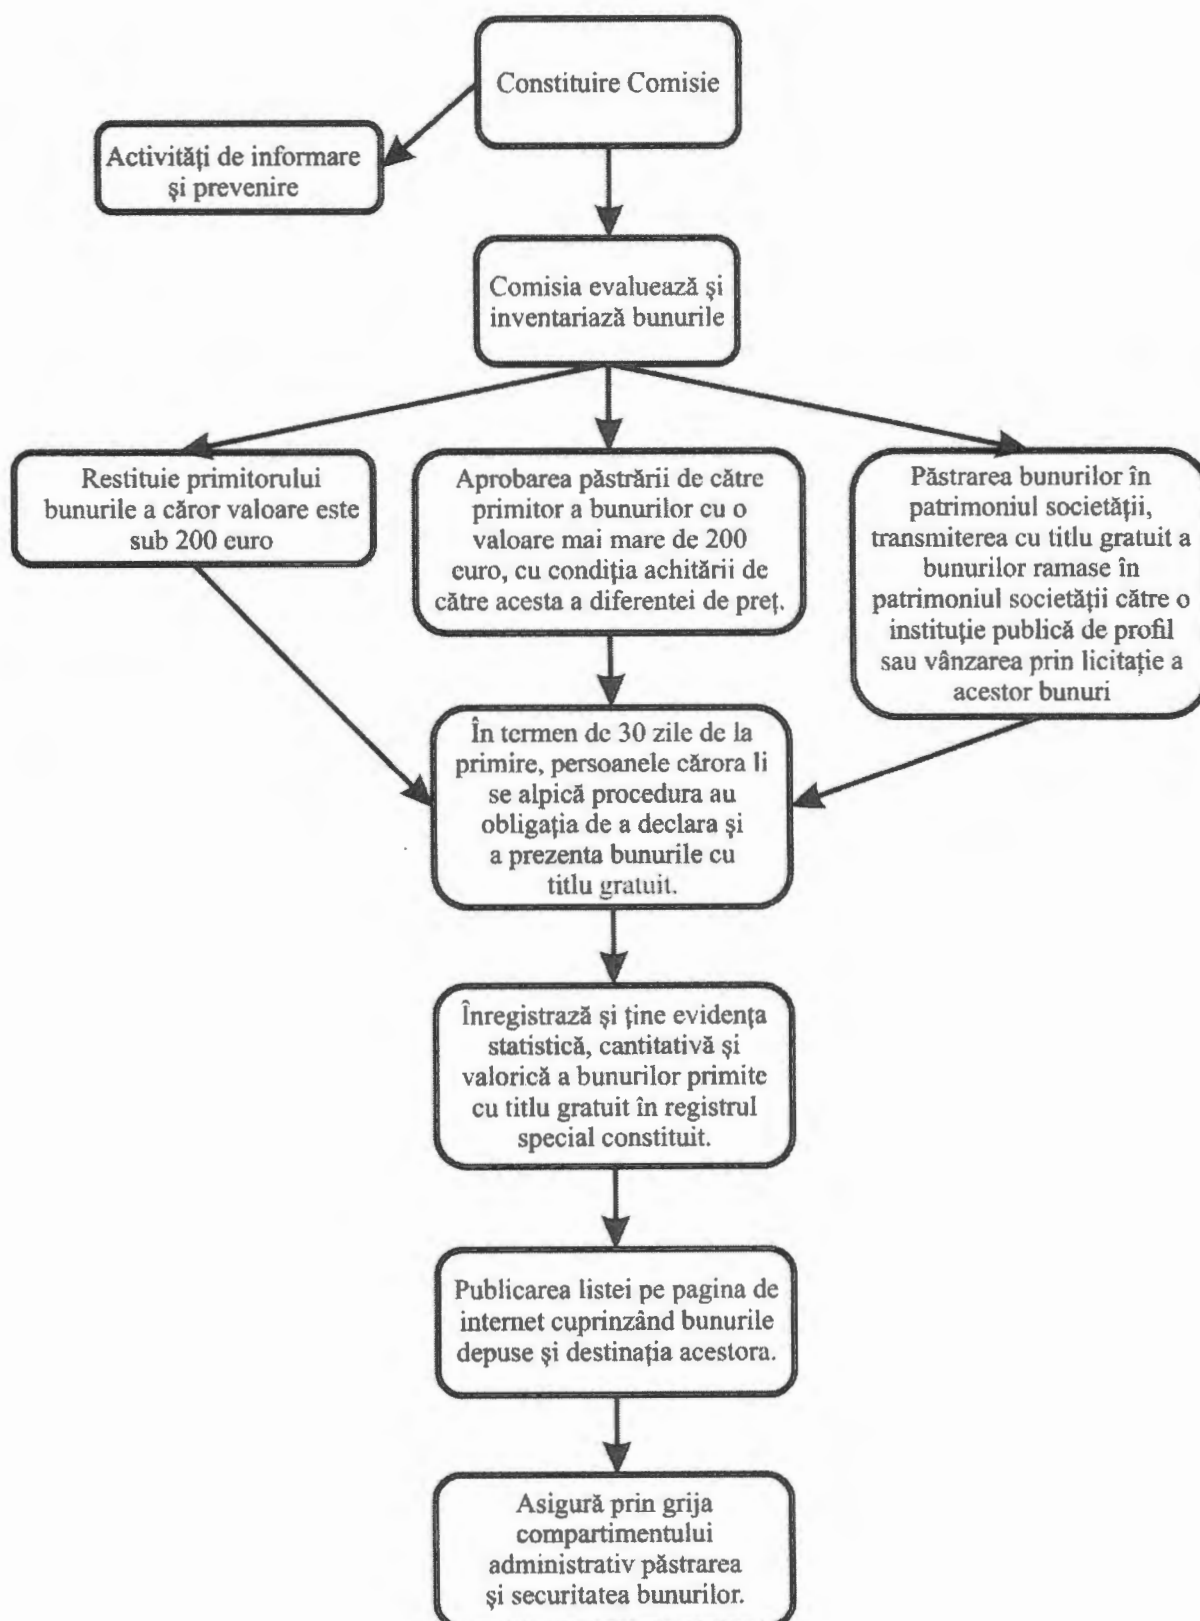 Constituire Comisie
Activități de informare
și prevenire
Comisia evaluează și
inventariază bunurile
Restituie primitorului
bunurile a căror valoare este
sub 200 euro
Aprobarea păstrării de către
primitor a bunurilor cu o
valoare mai mare de 200
euro, cu condiția achitării de
către acesta a diferentei de preț.
Păstrarea bunurilor în
patrimoniul societății,
transmiterea cu titlu gratuit a
bunurilor ramase în
patrimoniul societății către o
instituție publică de profil
sau vânzarea prin licitație a
acestor bunuri
În termen de 30 zile de la
primire, persoanele cărora li
se alpică procedura au
obligația de a declara și
a prezenta bunurile cu
titlu gratuit.
Înregistrază și ține evidența
statistică, cantitativă și
valorică a bunurilor primite
cu titlu gratuit în registrul
special constituit.
Publicarea listei pe pagina de
internet cuprinzând bunurile
depuse și destinația acestora.
Asigură prin grija
compartimentului
administrativ păstrarea
și securitatea bunurilor.